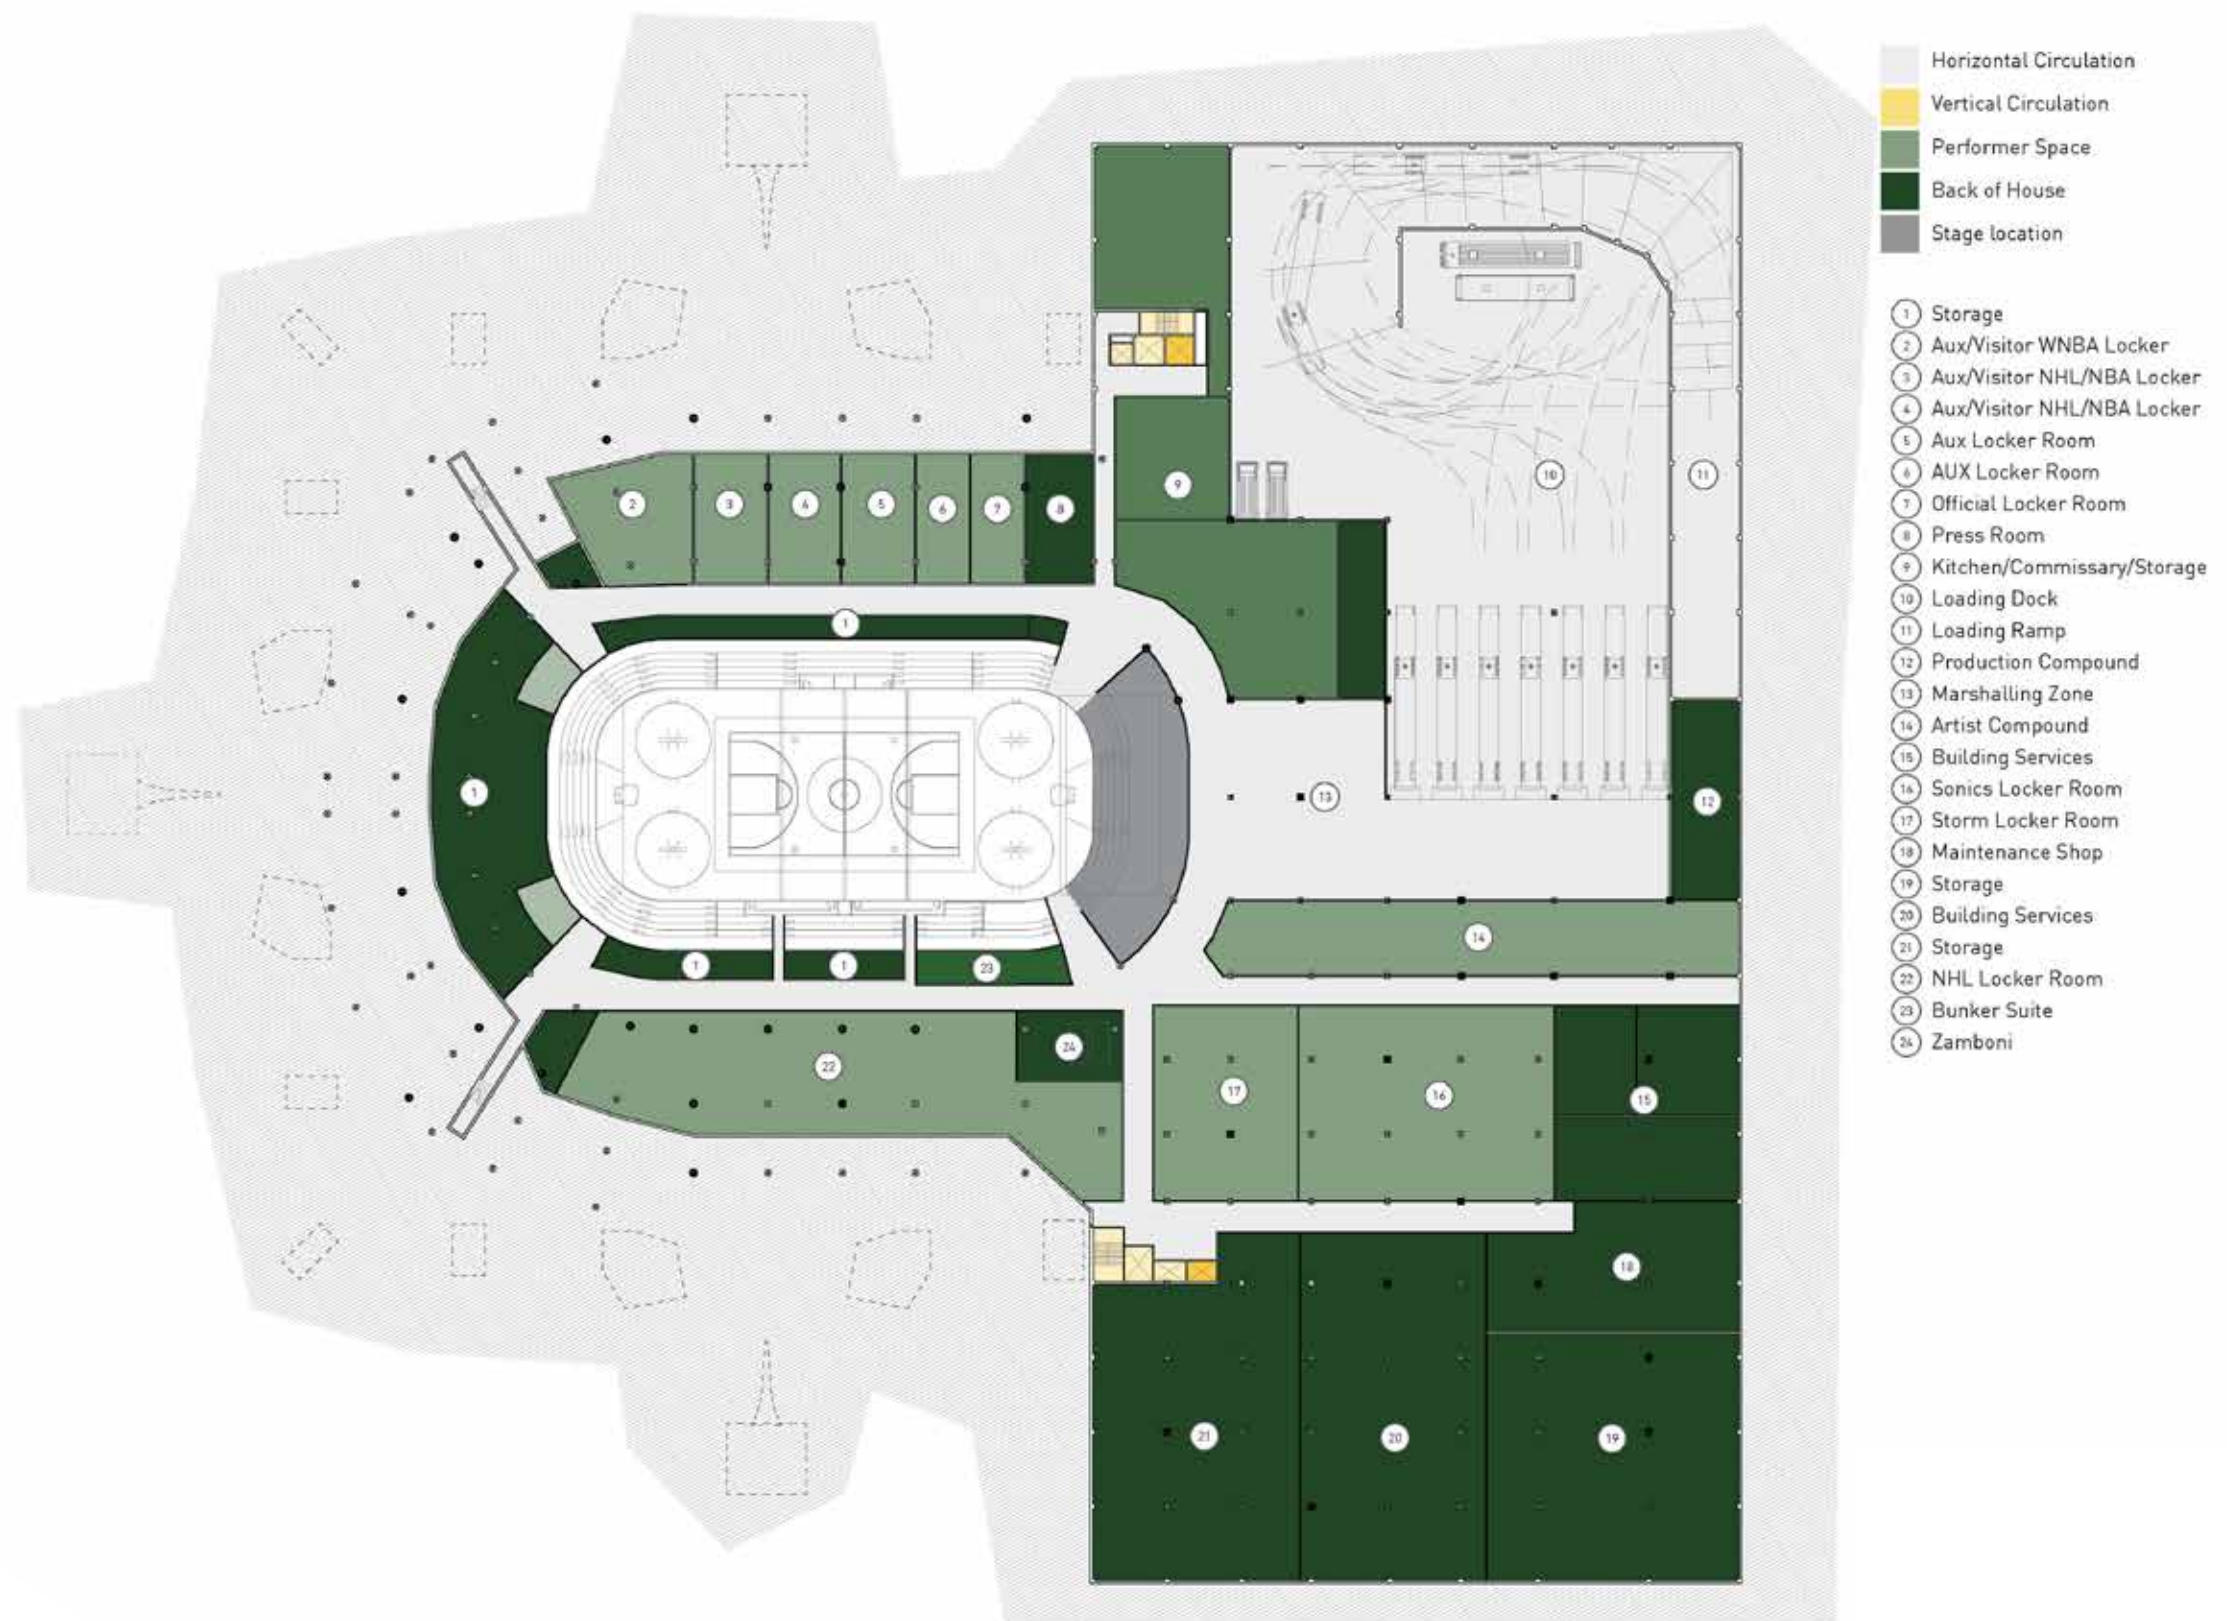 Horizontal Circulation
Vertical Circulation
Performer Space
Back of House
Stage location
1 Storage
2 Aux/Visitor WNBA Locker
3 Aux/Visitor NHL/NBA Locker
4 Aux/Visitor NHL/NBA Locker
5 Aux Locker Room
6 AUX Locker Room
7 Official Locker Room
8 Press Room
9 Kitchen/Commissary/Storage
10 Loading Dock
11 Loading Ramp
12 Production Compound
13 Marshalling Zone
14 Artist Compound
15 Building Services
16 Sonics Locker Room
17 Storm Locker Room
18 Maintenance Shop
19 Storage
20 Building Services
21 Storage
22 NHL Locker Room
23 Bunker Suite
24 Zamboni
2 3 4 5 6 7 8
9
10
11
1
1
12
13
14
1
1
23
22
24
17
16
15
18
21
20
19